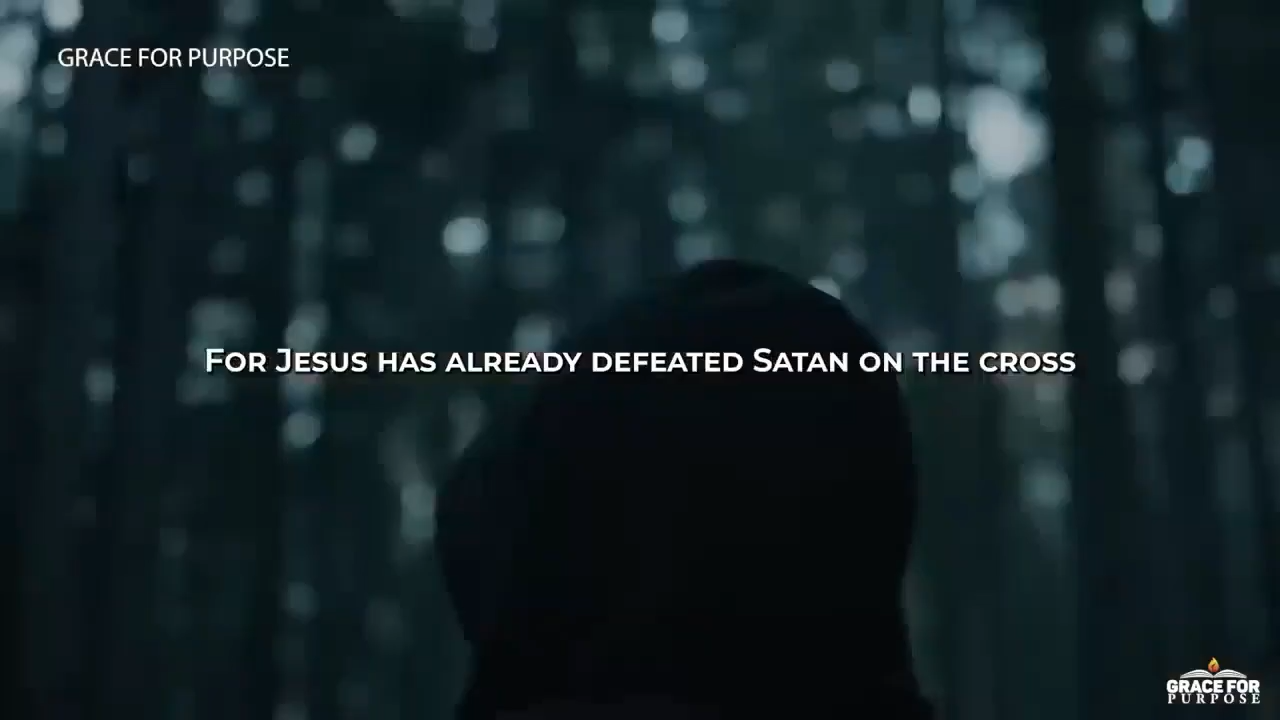 GRACE FOR PURPOSE
For Jesus has already defeated Satan on the cross
GRACE FOR
PURPOSE